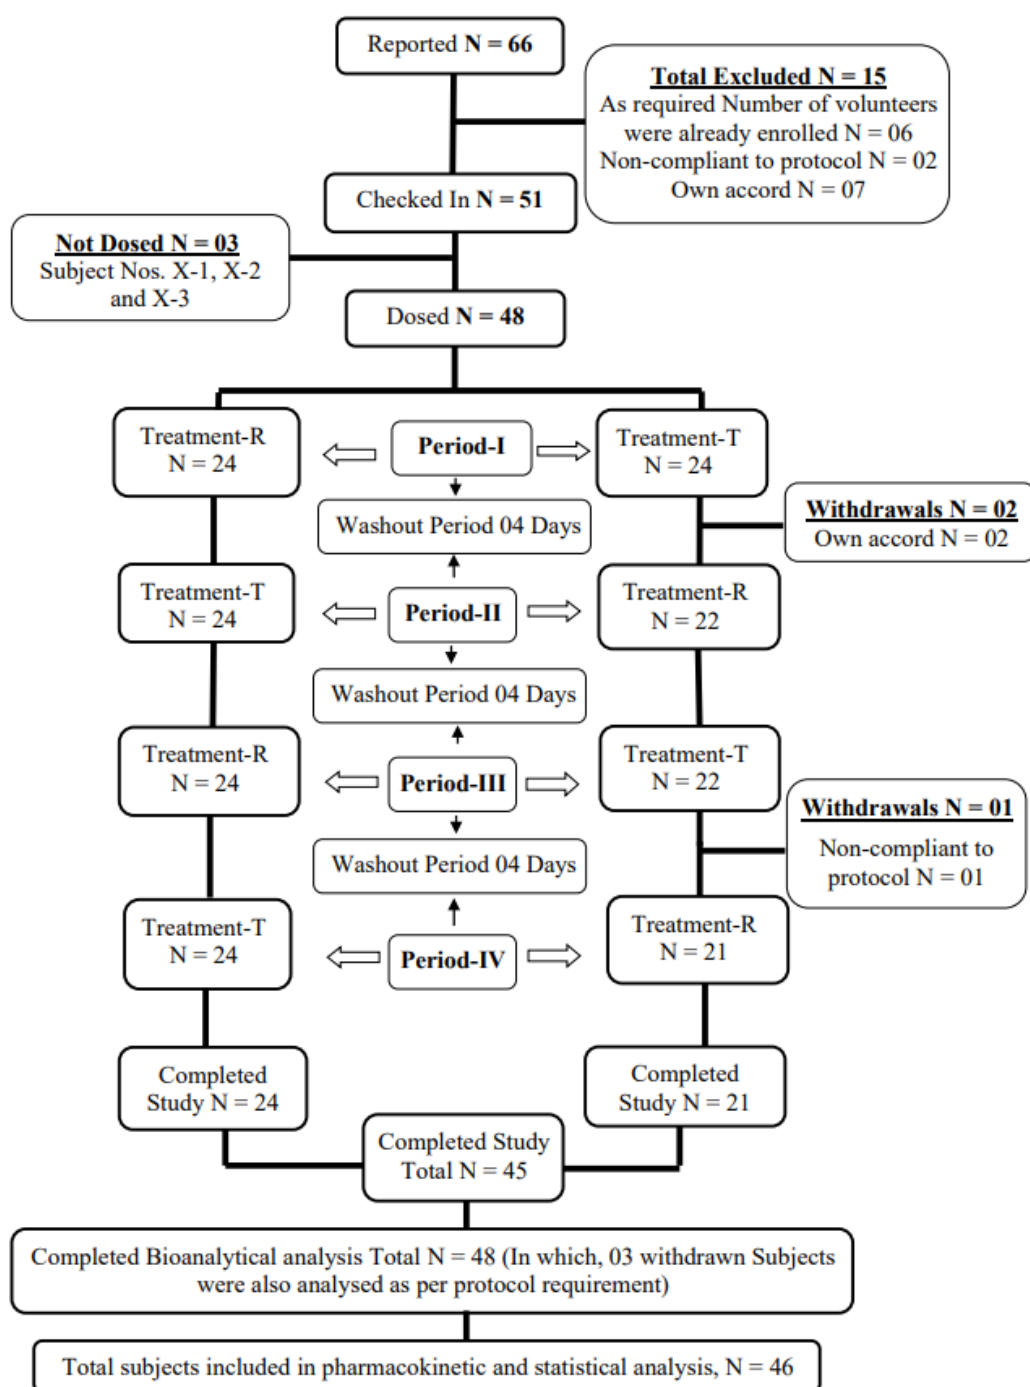 Reported N = 66
Total Excluded N = 15
As required Number of volunteers
were already enrolled N = 06
Non-compliant to protocol N = 02
Own accord N = 07
Checked In N = 51
Not Dosed N = 03
Subject Nos. X-1, X-2
and X-3
Dosed N = 48
Treatment-R
N = 24
Period-I
Treatment-T
N = 24
Washout Period 04 Days
Withdrawals N = 02
Own accord N = 02
Treatment-T
N = 24
Period-II
Treatment-R
N = 22
Washout Period 04 Days
Treatment-R
N = 24
Period-III
Treatment-T
N = 22
Withdrawals N = 01
Non-compliant to
protocol N = 01
Washout Period 04 Days
Treatment-T
N = 24
Period-IV
Treatment-R
N = 21
Completed
Study N = 24
Completed
Study N = 21
Completed Study
Total N = 45
Completed Bioanalytical analysis Total N = 48 (In which, 03 withdrawn Subjects
were also analysed as per protocol requirement)
Total subjects included in pharmacokinetic and statistical analysis, N = 46